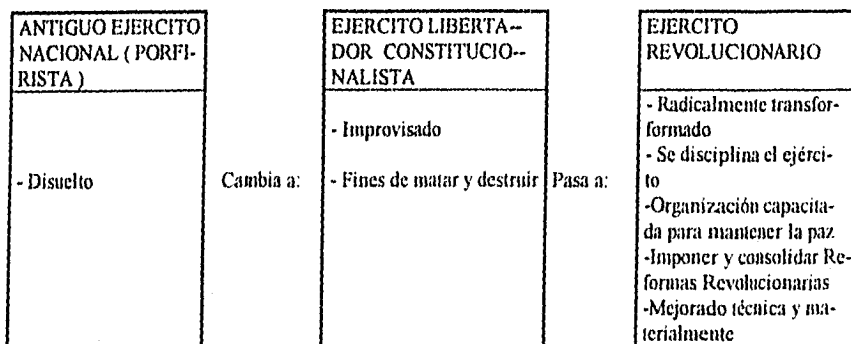 ANTIGUO EJERCITO
NACIONAL ( PORFI-
RISTA )
- Disuelto
Cambia a:
EJERCITO LIBERTA--
DOR CONSTITUCIO--
NALISTA
- Improvisado
- Fines de matar y destruir
Pasa a:
EJERCITO
REVOLUCIONARIO
- Radicalmente transfor-
formado
- Se disciplina el ejérci-
to
-Organización capacita-
da para mantener la paz
-Imponer y consolidar Re-
formas Revolucionarias
-Mejorado técnica y ma-
terialmente